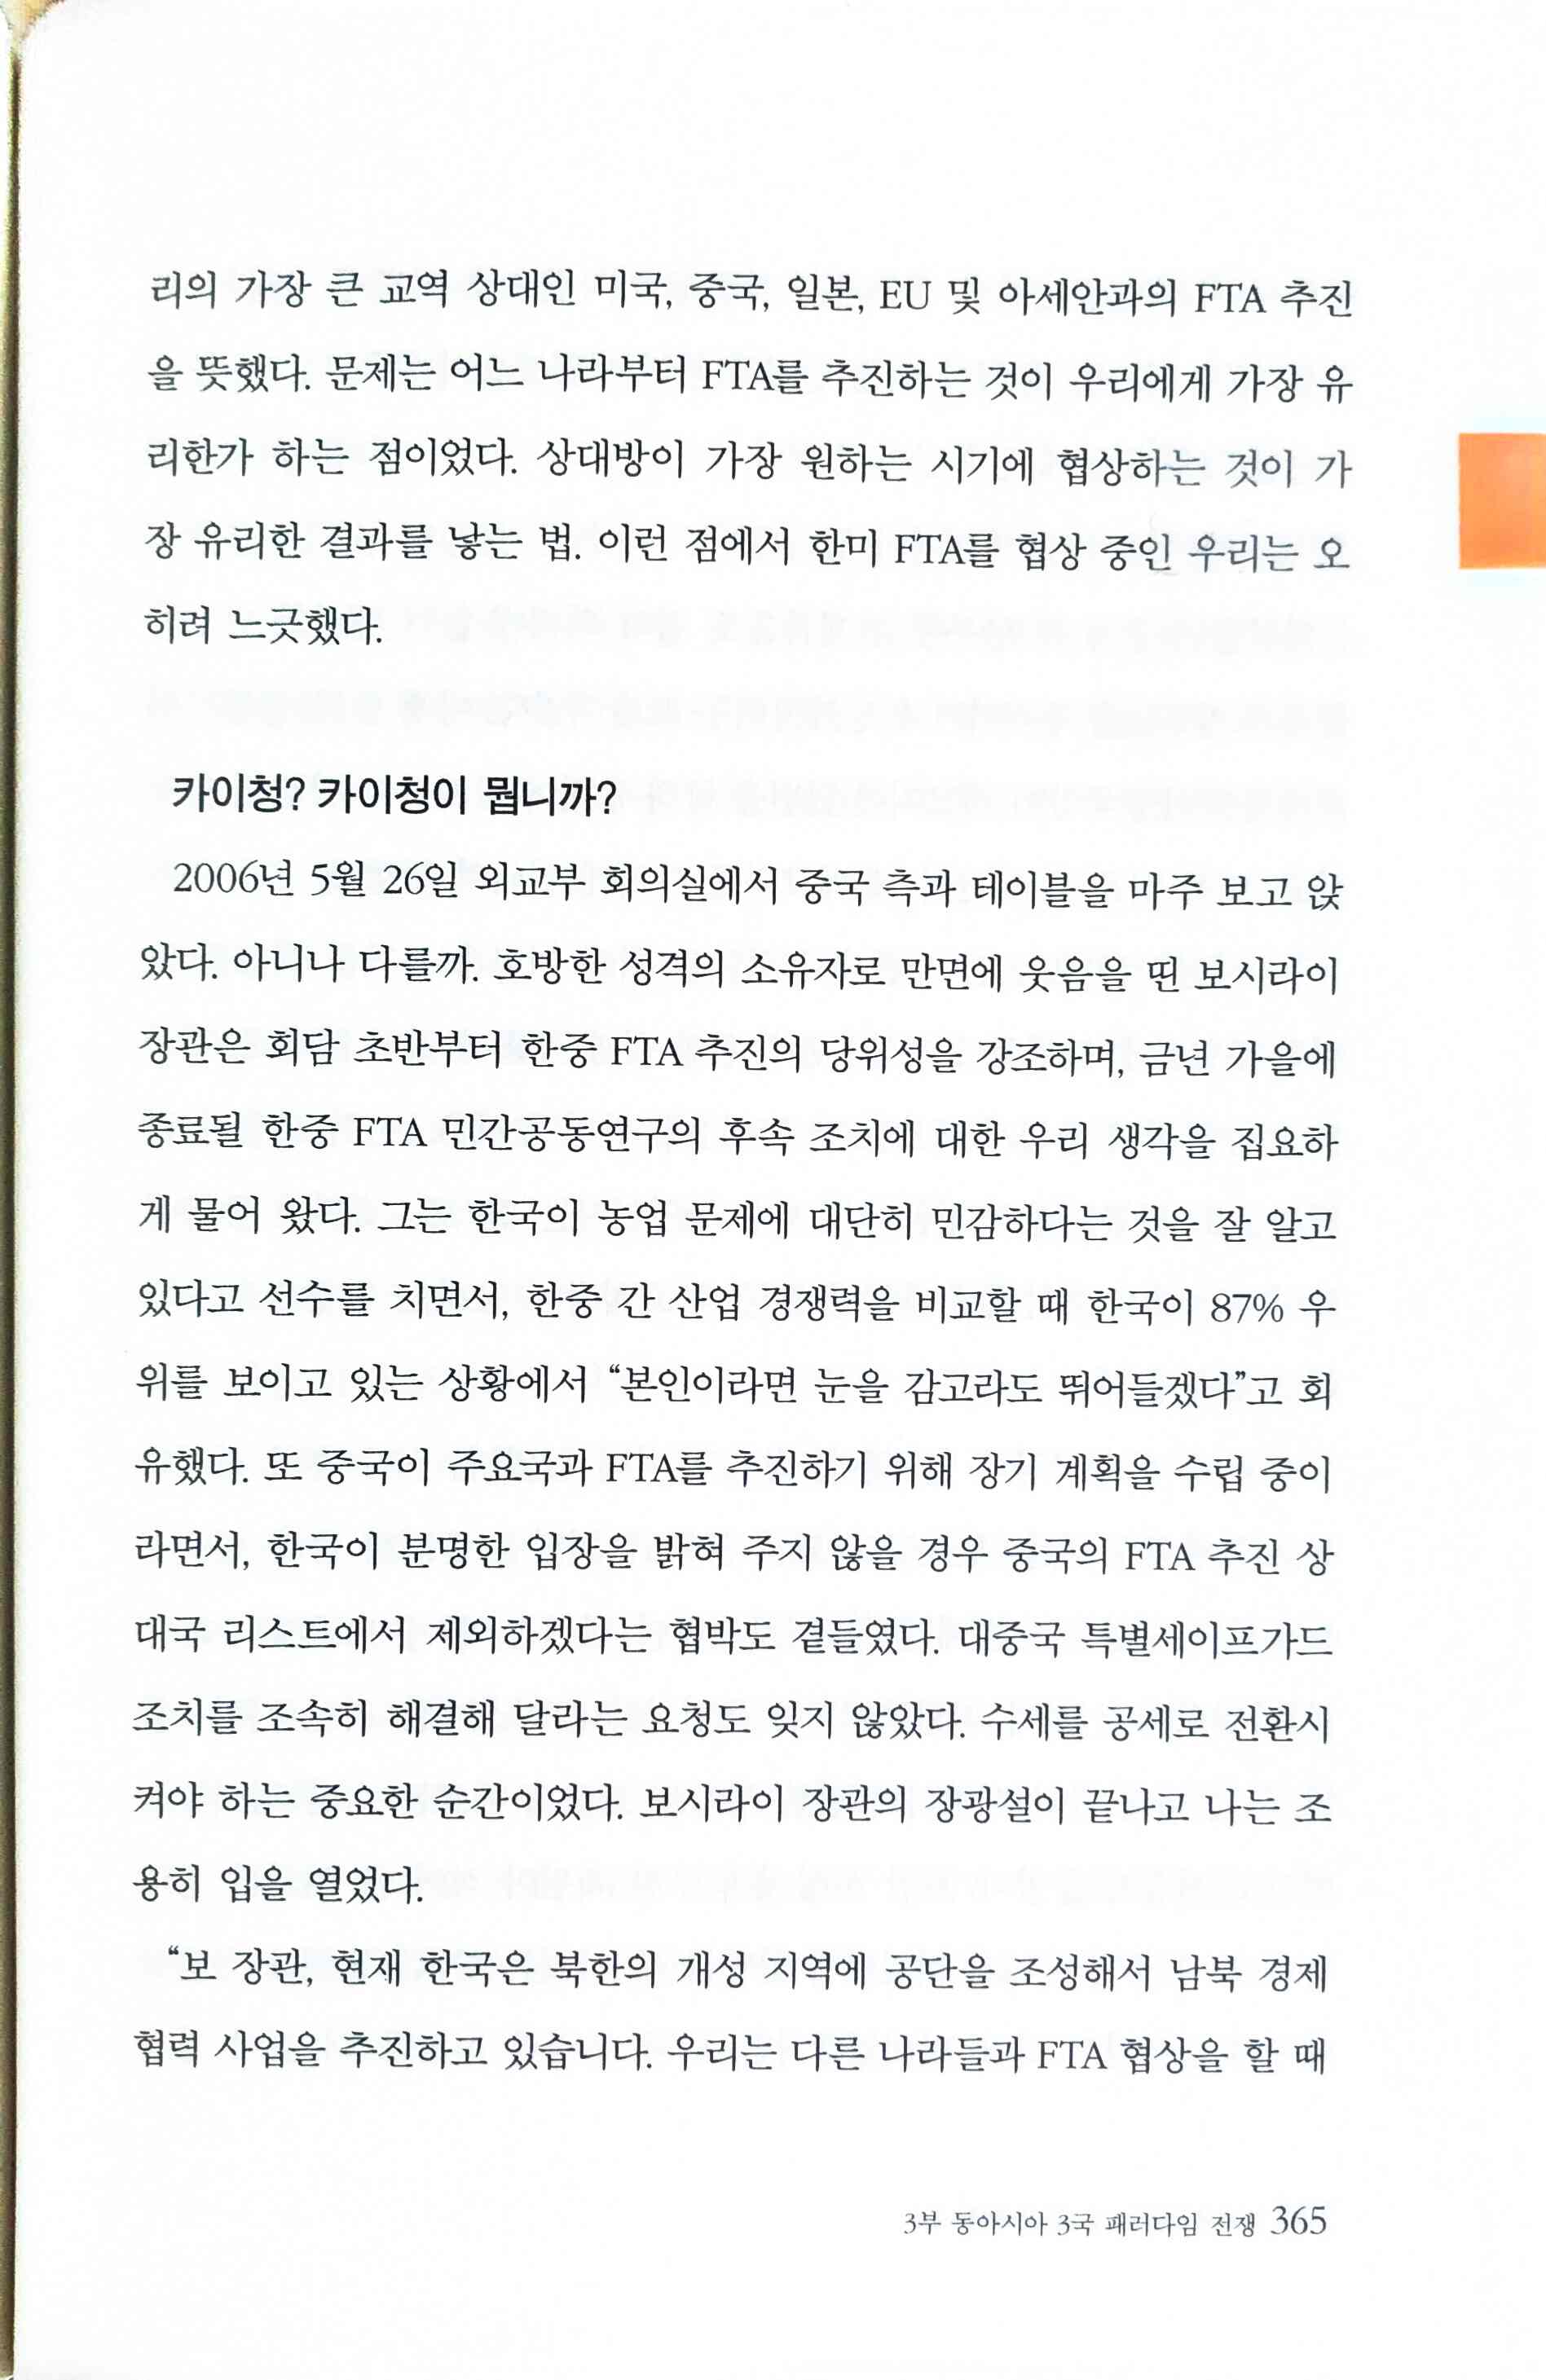 리의 가장 큰 교역 상대인 미국, 중국, 일본, EU 및 아세안과의 FTA 추진
을 뜻했다. 문제는 어느 나라부터 FTA를 추진하는 것이 우리에게 가장 유
리한가 하는 점이었다. 상대방이 가장 원하는 시기에 협상하는 것이 가
장 유리한 결과를 낳는 법. 이런 점에서 한미 FTA를 협상 중인 우리는 오
히려 느긋했다.
카이청? 카이청이 뭡니까?
2006년 5월 26일 외교부 회의실에서 중국 측과 테이블을 마주 보고 앉
았다. 아니나 다를까. 호방한 성격의 소유자로 만면에 웃음을 띤 보시라이
장관은 회담 초반부터 한중 FTA 추진의 당위성을 강조하며, 금년 가을에
종료될 한중 FTA 민간공동연구의 후속 조치에 대한 우리 생각을 집요하
게 물어 왔다. 그는 한국이 농업 문제에 대단히 민감하다는 것을 잘 알고
있다고 선수를 치면서, 한중 간 산업 경쟁력을 비교할 때 한국이 87% 우
위를 보이고 있는 상황에서 “본인이라면 눈을 감고라도 뛰어들겠다”고 회
유했다. 또 중국이 주요국과 FTA를 추진하기 위해 장기 계획을 수립 중이
라면서, 한국이 분명한 입장을 밝혀 주지 않을 경우 중국의 FTA 추진 상
대국 리스트에서 제외하겠다는 협박도 곁들였다. 대중국 특별세이프가드
조치를 조속히 해결해 달라는 요청도 잊지 않았다. 수세를 공세로 전환시
켜야 하는 중요한 순간이었다. 보시라이 장관의 장광설이 끝나고 나는 조
용히 입을 열었다.
“보 장관, 현재 한국은 북한의 개성 지역에 공단을 조성해서 남북 경제
협력 사업을 추진하고 있습니다. 우리는 다른 나라들과 FTA 협상을 할 때
3부 동아시아 3국 패러다임 전쟁 365